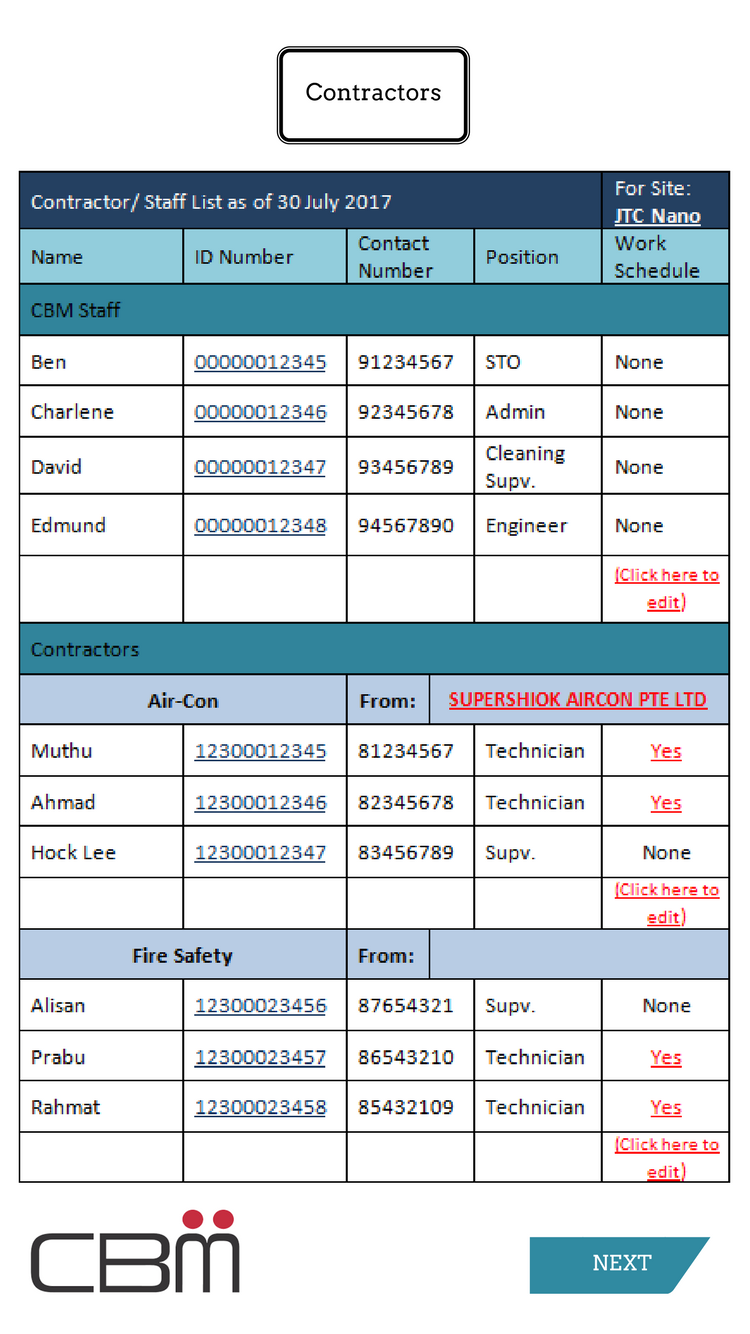 Contractors
Contractor/ Staff List as of 30 July 2017 For Site: JTC Nano
Name ID Number Contact Number Position Work Schedule
CBM Staff
Ben 00000012345 91234567 STO None
Charlene 00000012346 92345678 Admin None
David 00000012347 93456789 Cleaning Supv. None
Edmund 00000012348 94567890 Engineer None
(Click here to edit)
Contractors
Air-Con From: SUPERSHIOK AIRCON PTE LTD
Muthu 12300012345 81234567 Technician Yes
Ahmad 12300012346 82345678 Technician Yes
Hock Lee 12300012347 83456789 Supv. None
(Click here to edit)
Fire Safety From:
Alisan 12300023456 87654321 Supv. None
Prabu 12300023457 86543210 Technician Yes
Rahmat 12300023458 85432109 Technician Yes
(Click here to edit)
CBM
NEXT